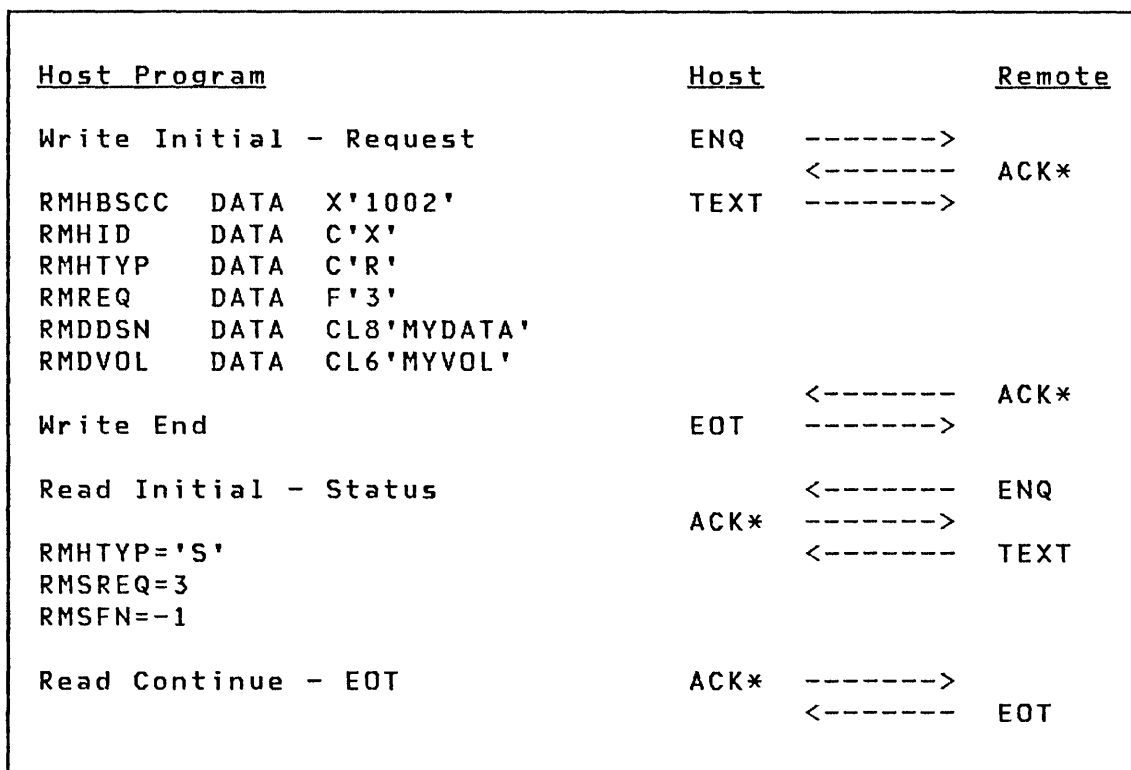 Host Program Host Remote
Write Initial - Request ENQ ------->
<------- ACK*
RMHBSCC DATA X'1002' TEXT ------->
RMHID DATA C'X'
RMHTYP DATA C'R'
RMREQ DATA F'3'
RMDDSN DATA CL8'MYDATA'
RMDVOL DATA CL6'MYVOL'
<------- ACK*
Write End EOT ------->
Read Initial - Status <------- ENQ
ACK* ------->
RMHTYP='S' <------- TEXT
RMSREQ=3
RMSFN=-1
Read Continue - EOT ACK* ------->
<------- EOT